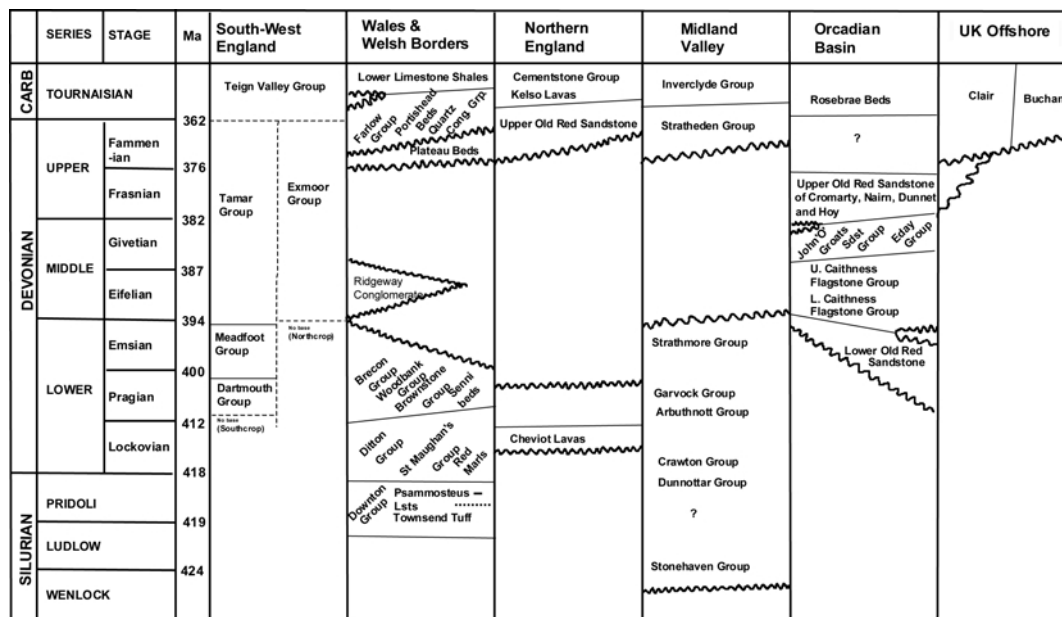 SERIES
STAGE
Ma
South-West
England
Wales &
Welsh Borders
Northern
England
Midland
Valley
Orcadian
Basin
UK Offshore
CARB
TOURNAISIAN
Teign Valley Group
Lower Limestone Shales
Farlow
Group
Portishead
Beds
Quartz
Cong. Grp.
Cementstone Group
Kelso Lavas
Inverclyde Group
Rosebrae Beds
Clair
Buchan
362
DEVONIAN
UPPER
Fammen
-ian
Plateau Beds
Upper Old Red Sandstone
Stratheden Group
?
376
Frasnian
Tamar
Group
Exmoor
Group
Upper Old Red Sandstone
of Cromarty, Nairn, Dunnet
and Hoy
382
MIDDLE
Givetian
John'O'
Groats
Sdst
Group
Eday
Group
387
Eifelian
Ridgeway
Conglomerate
U. Caithness
Flagstone Group
L. Caithness
Flagstone Group
394
LOWER
Emsian
Meadfoot
Group
No base
(Northcrop)
Strathmore Group
Lower Old Red
Sandstone
400
Pragian
Dartmouth
Group
Brecon
Group
Woodbank
Group
Brownstone
Group
Senni
beds
Garvock Group
Arbuthnott Group
412
Lockovian
No base
(Southcrop)
Ditton
Group
St Maughan's
Group
Red
Marls
Cheviot Lavas
Crawton Group
418
SILURIAN
PRIDOLI
Downton
Group
Psammosteus
Lsts
Townsend Tuff
Dunnottar Group
?
419
LUDLOW
424
WENLOCK
Stonehaven Group